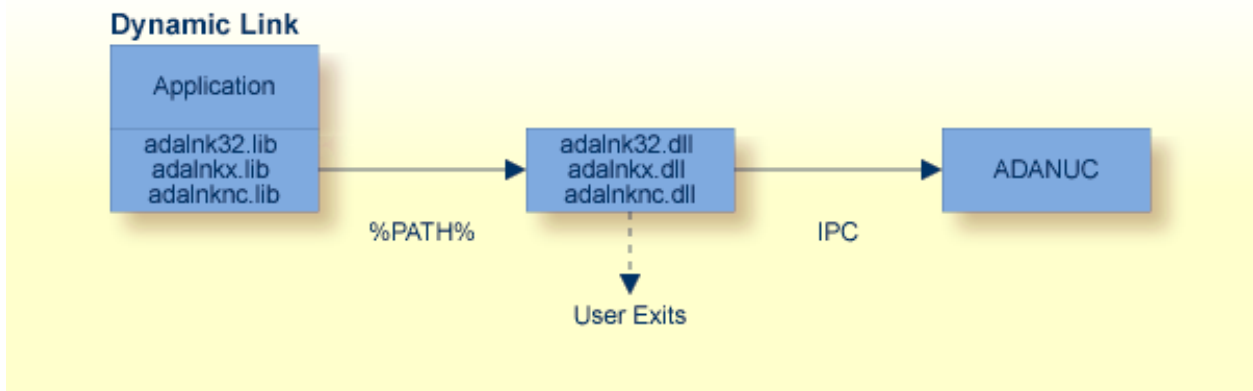 Dynamic Link
Application
adalnk32.lib
adalnkx.lib
adalnknc.lib
%PATH%
adalnk32.dll
adalnkx.dll
adalnknc.dll
User Exits
IPC
ADANUC